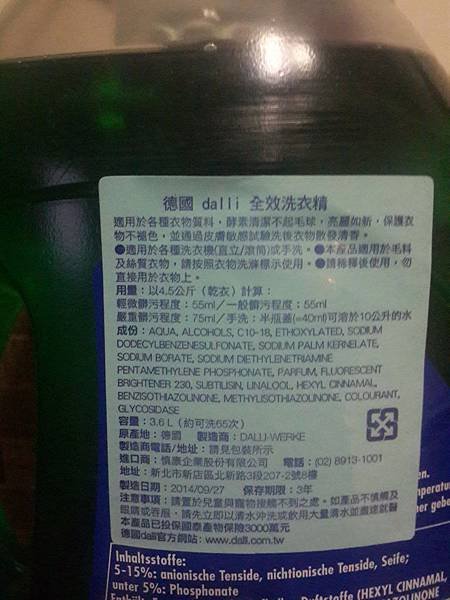 德國 dalli 全效洗衣精
適用於各種衣物質料，酵素清潔不起毛球，亮麗如新，保護衣
物不褪色，並通過皮膚敏感試驗洗後衣物散發清香。
●適用於各種洗衣機(直立/滾筒)或手洗。●本產品適用於毛料
及絲質衣物，請按照衣物洗滌標示使用。●請稀釋後使用，勿
直接用於衣物上。
用量：以4.5公斤（乾衣）計算：
輕微髒污程度：55ml／一般髒污程度：55ml
嚴重髒污程度：75ml／手洗：半瓶蓋(=40ml)可溶於10公升的水
成份：AQUA, ALCOHOLS, C10-18, ETHOXYLATED, SODIUM
DODECYLBENZENESULFONATE, SODIUM PALM KERNELATE,
SODIUM BORATE, SODIUM DIETHYLENETRIAMINE
PENTAMETHYLENE PHOSPHONATE, PARFUM, FLUORESCENT
BRIGHTENER 230, SUBTILISIN, LINALOOL, HEXYL CINNAMAL,
BENZISOTHIAZOLINONE, METHYLISOTHIAZOLINONE, COLOURANT,
GLYCOSIDASE
容量：3.6L（約可洗65次）
原產地：德國 製造商：DALLI-WERKE
製造商電話/地址：請見包裝所示
進口商：慎康企業股份有限公司 電話：(02) 8913-1001
地址：新北市新店區北新路3段207-2號8樓
製造日期：2014/09/27 保存期限：3年
注意事項：請置於兒童與寵物接觸不到之處。如產品不慎觸及
眼睛或吞服，請先立即以清水沖洗或飲用大量清水並盡速就醫
本產品已投保國泰產物保險3000萬元
德國dalli官方網站: www.dalli.com.tw
Inhaltsstoffe:
5-15%: anionische Tenside, nichtionische Tenside, Seife;
unter 5%: Phosphonate
(HEXYL CINNAMAL,